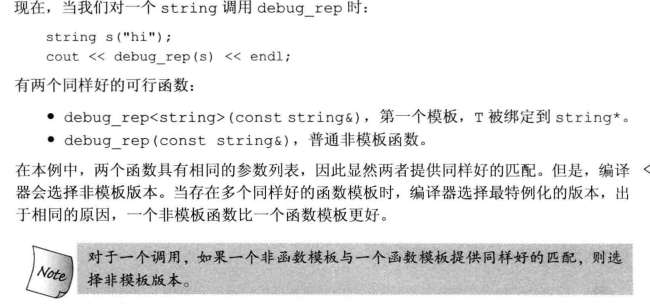 现在，当我们对一个 string 调用 debug_rep 时：
string s("hi");
cout << debug_rep(s) << endl;
有两个同样好的可行函数：
• debug_rep<string>(const string&)，第一个模板，T 被绑定到 string*。
• debug_rep(const string&)，普通非模板函数。
在本例中，两个函数具有相同的参数列表，因此显然两者提供同样好的匹配。但是，编译 <
器会选择非模板版本。当存在多个同样好的函数模板时，编译器选择最特例化的版本，出
于相同的原因，一个非模板函数比一个函数模板更好。
Note
对于一个调用，如果一个非函数模板与一个函数模板提供同样好的匹配，则选
择非模板版本。